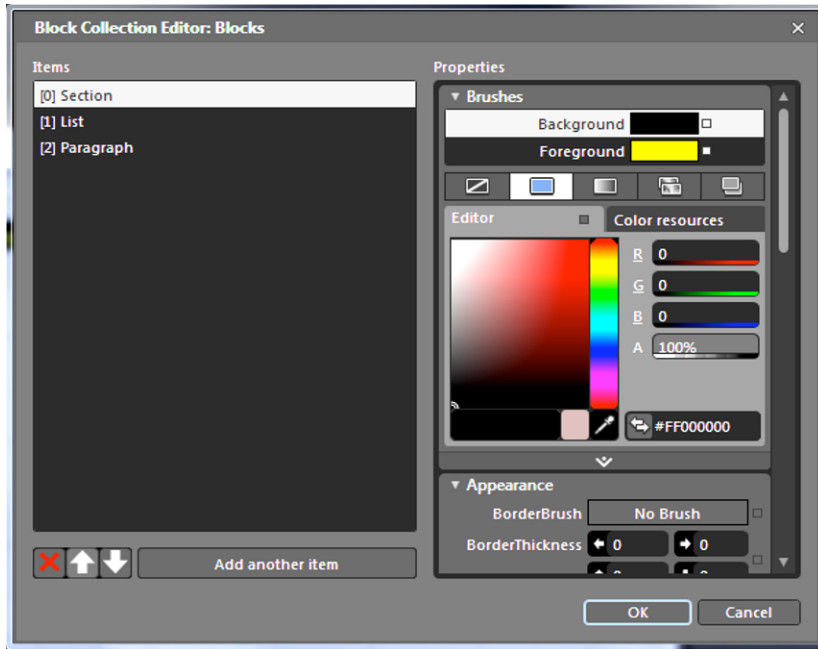 Block Collection Editor: Blocks
Items
[0] Section
[1] List
[2] Paragraph
Add another item
Properties
Brushes
Background
Foreground
Editor
Color resources
R 0
G 0
B 0
A 100%
#FF000000
Appearance
BorderBrush No Brush
BorderThickness 0 0
OK Cancel